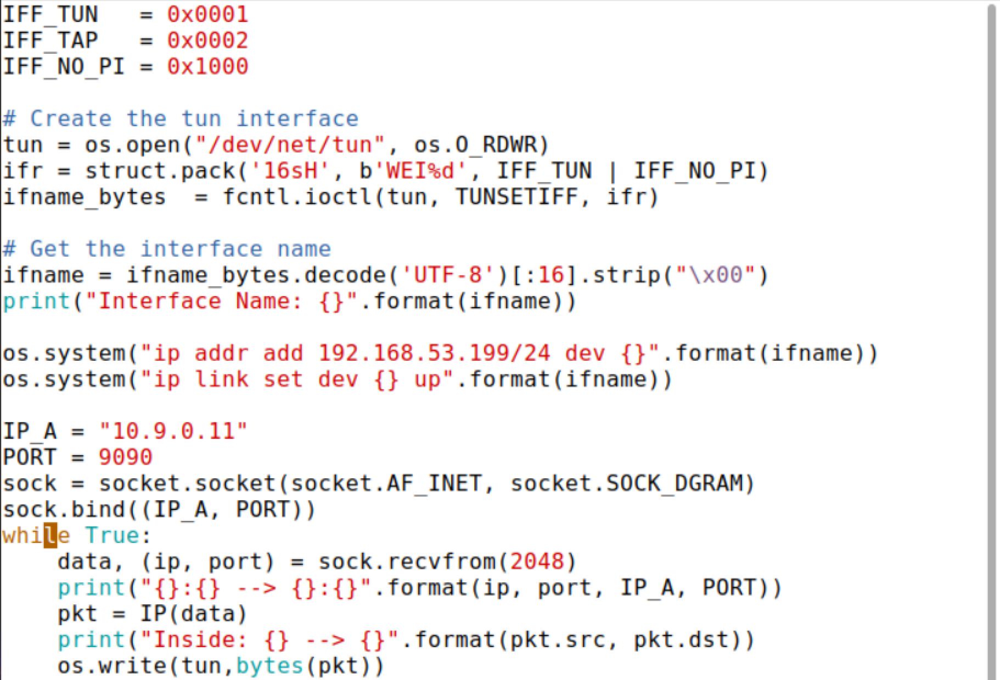 IFF_TUN   = 0x0001
IFF_TAP   = 0x0002
IFF_NO_PI = 0x1000

# Create the tun interface
tun = os.open("/dev/net/tun", os.O_RDWR)
ifr = struct.pack('16sH', b'WEI%d', IFF_TUN | IFF_NO_PI)
ifname_bytes  = fcntl.ioctl(tun, TUNSETIFF, ifr)

# Get the interface name
ifname = ifname_bytes.decode('UTF-8')[:16].strip("\x00")
print("Interface Name: {}".format(ifname))

os.system("ip addr add 192.168.53.199/24 dev {}".format(ifname))
os.system("ip link set dev {} up".format(ifname))

IP_A = "10.9.0.11"
PORT = 9090
sock = socket.socket(socket.AF_INET, socket.SOCK_DGRAM)
sock.bind((IP_A, PORT))
while True:
    data, (ip, port) = sock.recvfrom(2048)
    print("{}:{} --> {}:{}".format(ip, port, IP_A, PORT))
    pkt = IP(data)
    print("Inside: {} --> {}".format(pkt.src, pkt.dst))
    os.write(tun,bytes(pkt))